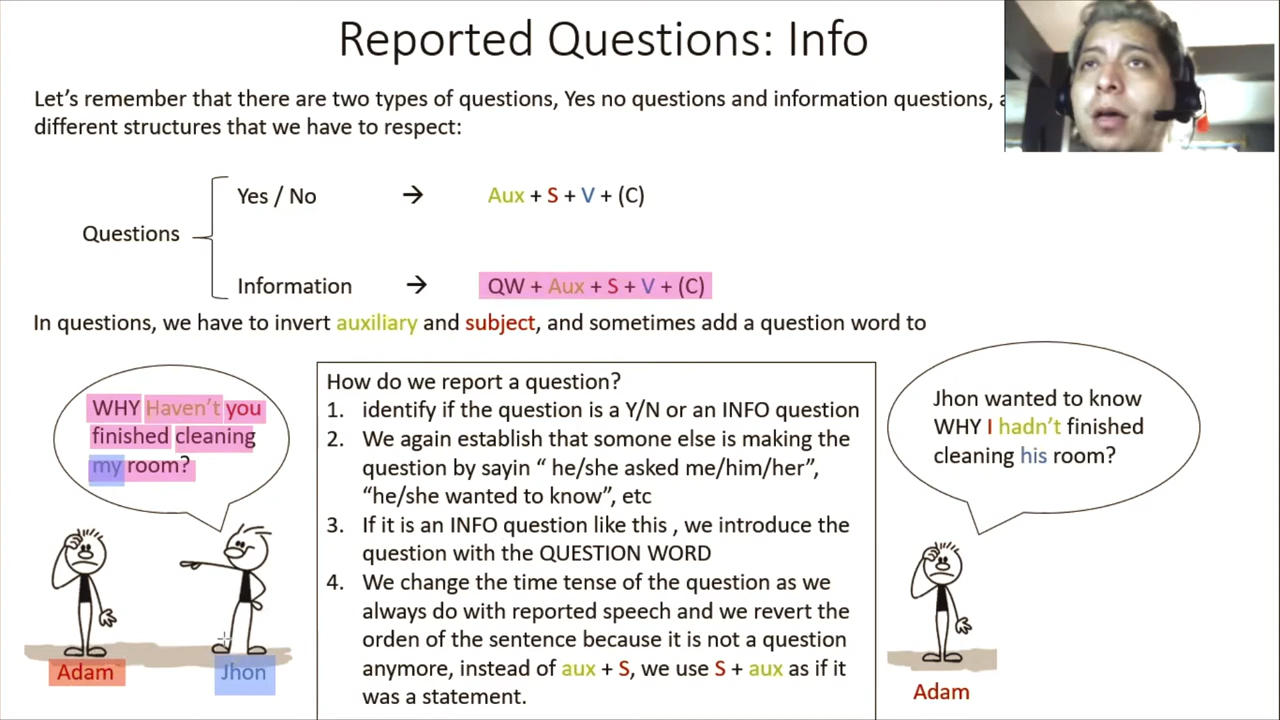 Reported Questions: Info
Let's remember that there are two types of questions, Yes no questions and information questions, a
different structures that we have to respect:
Yes / No → Aux + S + V + (C)
Questions
Information → QW + Aux + S + V + (C)
In questions, we have to invert auxiliary and subject, and sometimes add a question word to
WHY Haven't you
finished cleaning
my room?
Adam
Jhon
How do we report a question?
1. identify if the question is a Y/N or an INFO question
2. We again establish that somone else is making the
question by sayin “ he/she asked me/him/her”,
“he/she wanted to know”, etc
3. If it is an INFO question like this , we introduce the
question with the QUESTION WORD
4. We change the time tense of the question as we
always do with reported speech and we revert the
orden of the sentence because it is not a question
anymore, instead of aux + S, we use S + aux as if it
was a statement.
Jhon wanted to know
WHY I hadn't finished
cleaning his room?
Adam